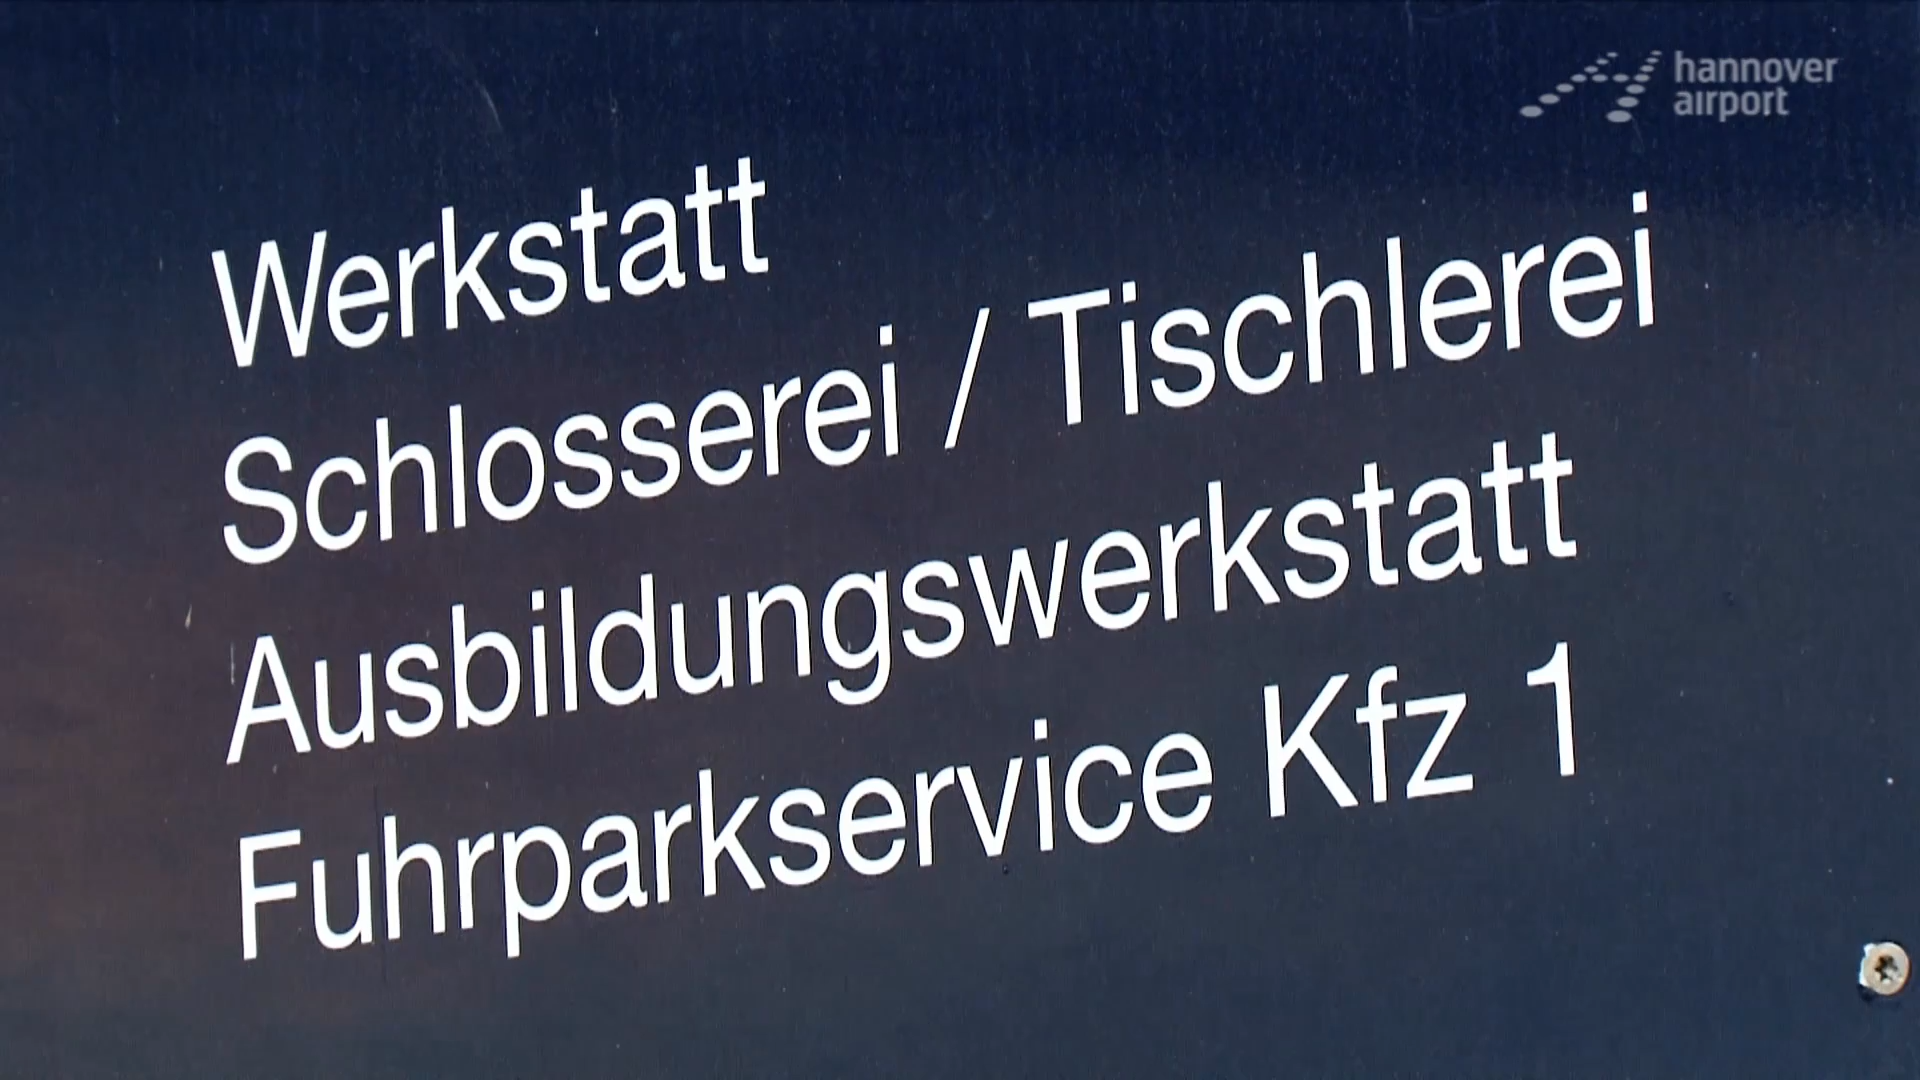 hannover
airport
Werkstatt
Schlosserei / Tischlerei
Ausbildungswerkstatt
Fuhrparkservice Kfz 1